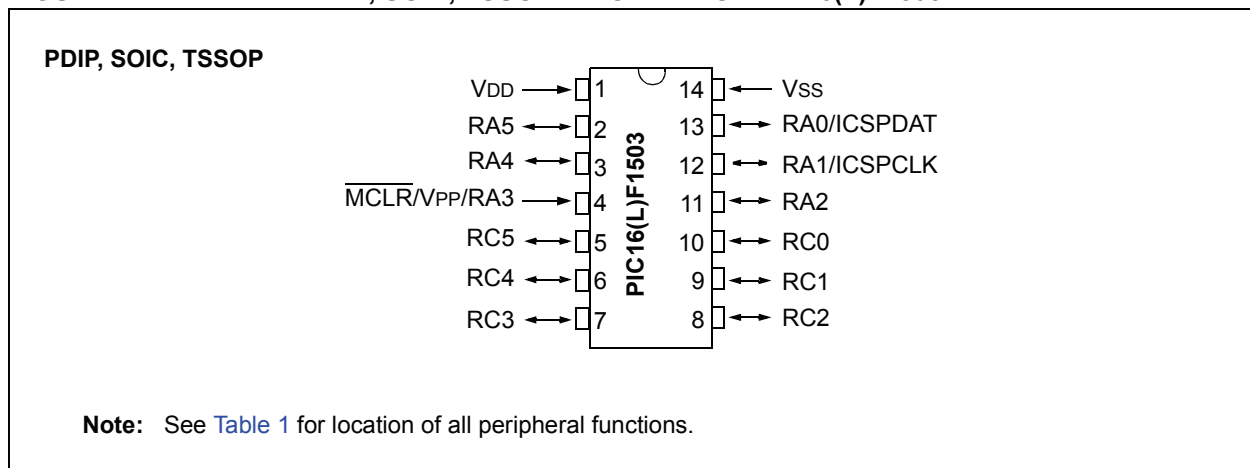 PDIP, SOIC, TSSOP
VDD 1 14 VSS
RA5 2 13 RA0/ICSPDAT
RA4 3 12 RA1/ICSPCLK
MCLR/VPP/RA3 4 11 RA2
RC5 5 10 RC0
RC4 6 9 RC1
RC3 7 8 RC2
PIC16(L)F1503
Note: See Table 1 for location of all peripheral functions.